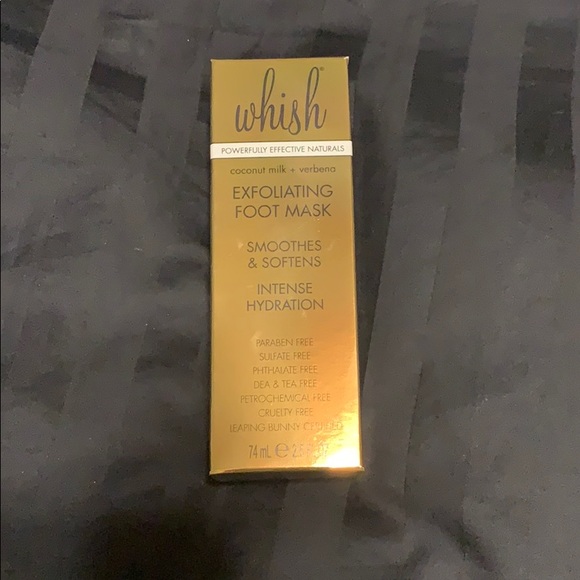 whish®
POWERFULLY EFFECTIVE NATURALS
coconut milk + verbena
EXFOLIATING
FOOT MASK
SMOOTHES
& SOFTENS
INTENSE
HYDRATION
PARABEN FREE
SULFATE FREE
PHTHALATE FREE
DEA & TEA FREE
PETROCHEMICAL FREE
CRUELTY FREE
LEAPING BUNNY
74 mL ℮